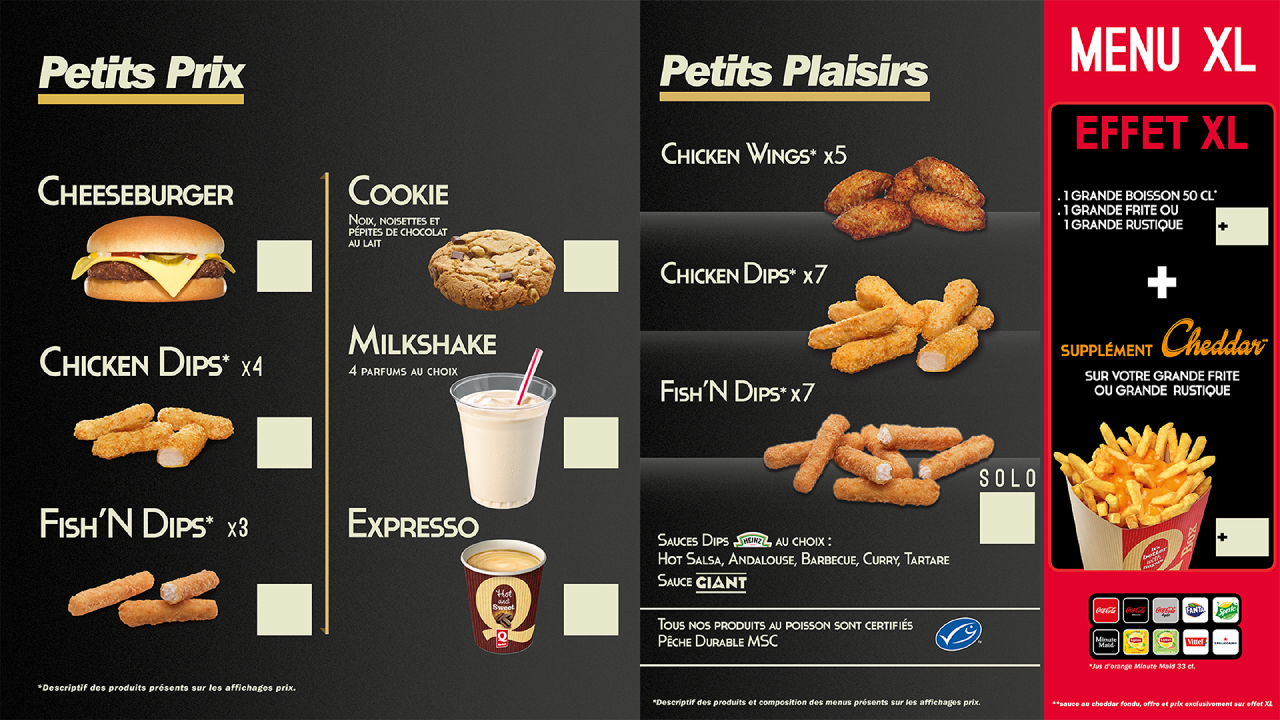 Petits Prix
CHEESEBURGER
CHICKEN DIPS* x4
FISH'N DIPS* x3
COOKIE
NOIX, NOISETTES ET
PÉPITES DE CHOCOLAT
AU LAIT
MILKSHAKE
4 PARFUMS AU CHOIX
EXPRESSO
Hot
and
Sweet
Q
*Descriptif des produits présents sur les affichages prix.
Petits Plaisirs
CHICKEN WINGS* x5
CHICKEN DIPS* x7
FISH'N DIPS* x7
SOLO
SAUCES DIPS HEINZ AU CHOIX :
HOT SALSA, ANDALOUSE, BARBECUE, CURRY, TARTARE
SAUCE GIANT
TOUS NOS PRODUITS AU POISSON SONT CERTIFIÉS
PÊCHE DURABLE MSC
*Descriptif des produits et composition des menus présents sur les affichages prix.
MENU XL
EFFET XL
. 1 GRANDE BOISSON 50 CL*
. 1 GRANDE FRITE OU
1 GRANDE RUSTIQUE
+
+
SUPPLÉMENT Cheddar**
SUR VOTRE GRANDE FRITE
OU GRANDE RUSTIQUE
BOX
+
Coca-Cola Coca-Cola Coca-Cola FANTA Sprite
Minute Maid Lipton Lipton Vittel
*Jus d'orange Minute Maid 33 cl.
**sauce au cheddar fondu, offre et prix exclusivement sur effet XL